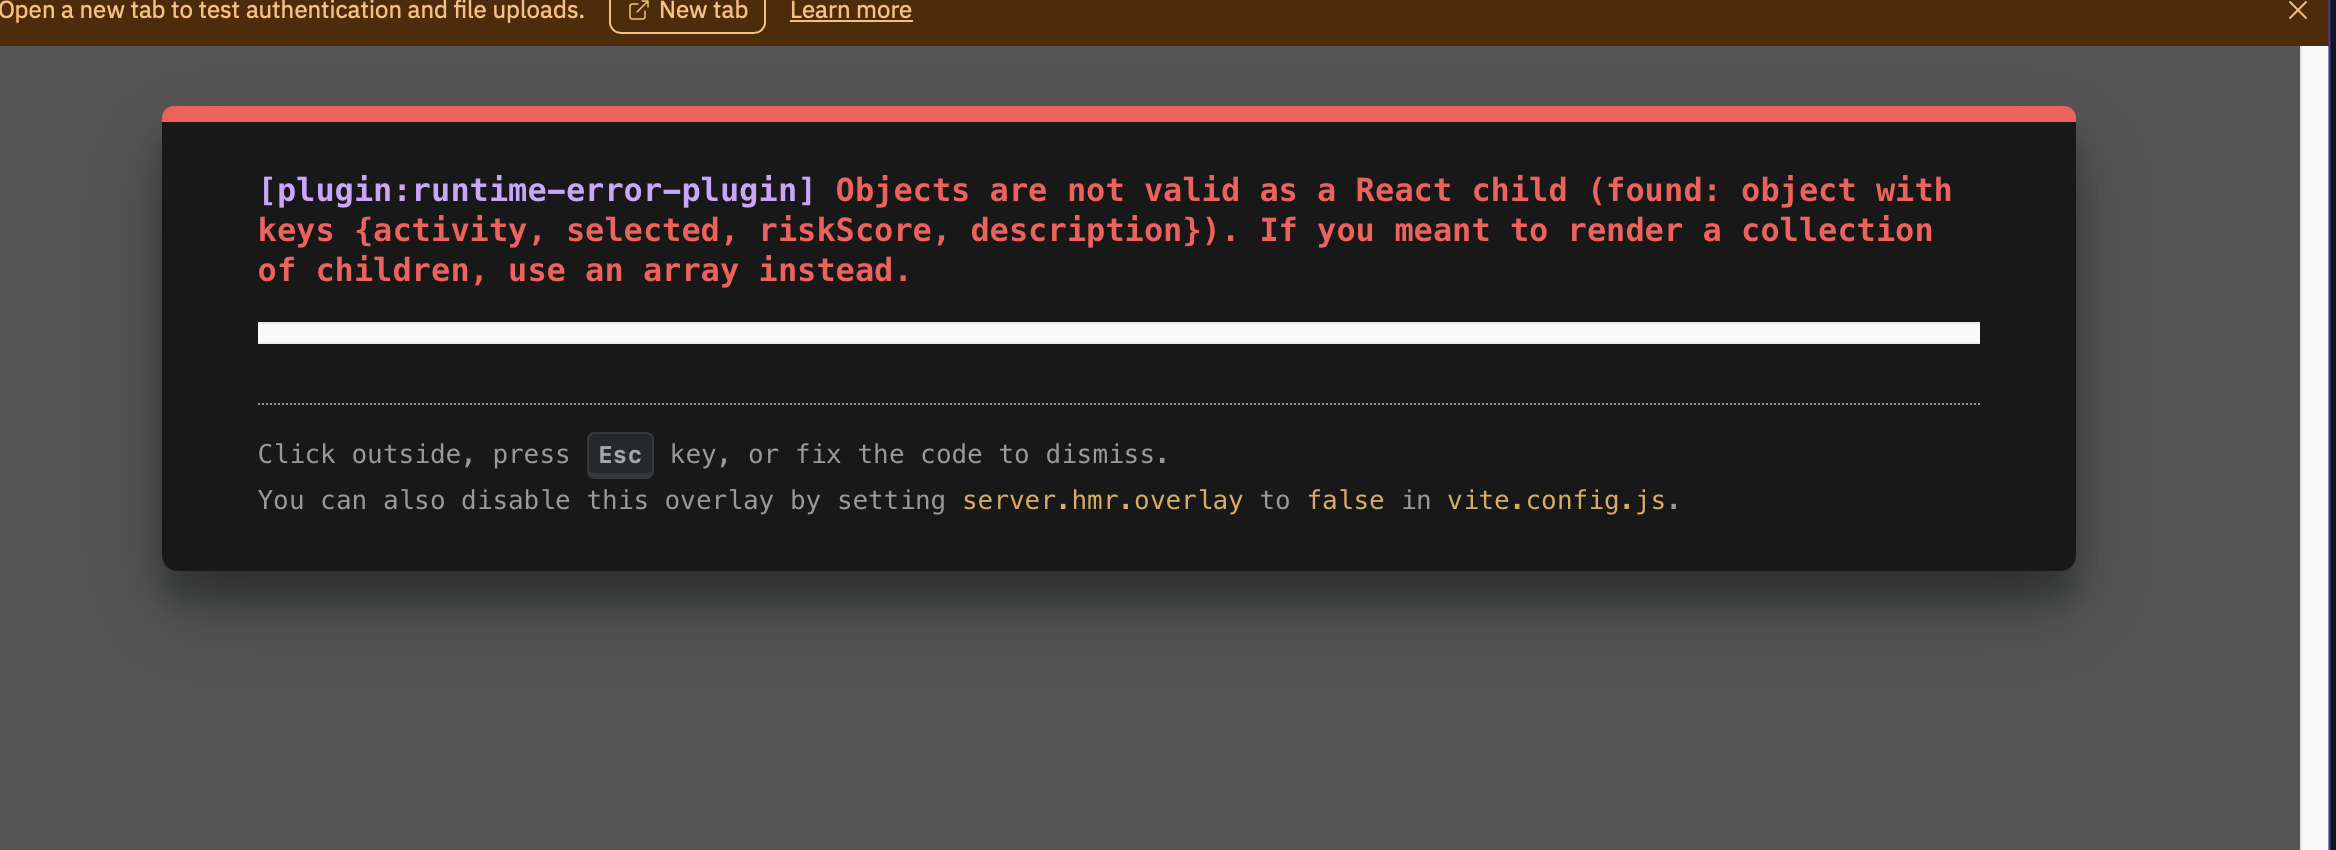 Open a new tab to test authentication and file uploads. New tab Learn more
[plugin:runtime-error-plugin] Objects are not valid as a React child (found: object with
keys {activity, selected, riskScore, description}). If you meant to render a collection
of children, use an array instead.
Click outside, press Esc key, or fix the code to dismiss.
You can also disable this overlay by setting server.hmr.overlay to false in vite.config.js.